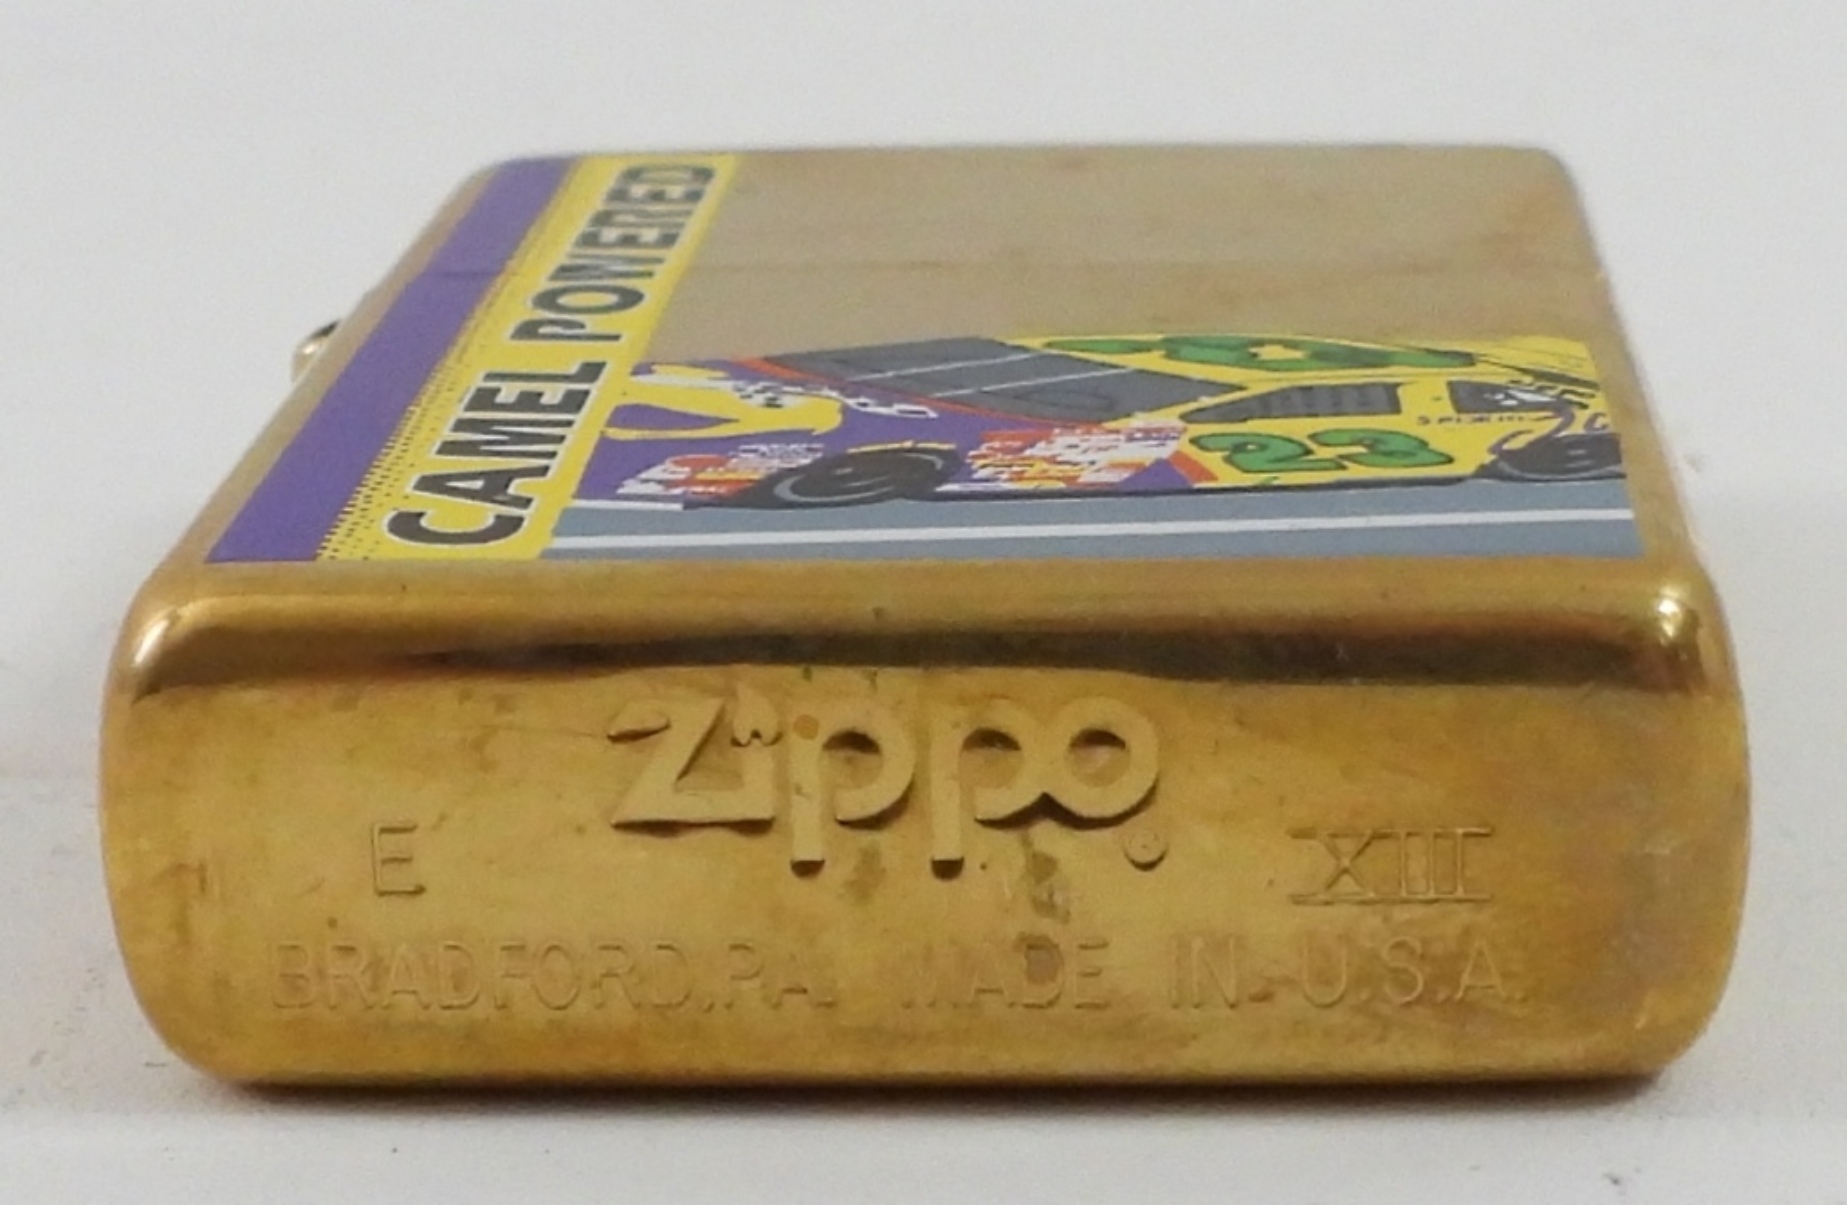 CAMEL POWERED
23
zippo®
E XIII
BRADFORD, PA. MADE IN U.S.A.